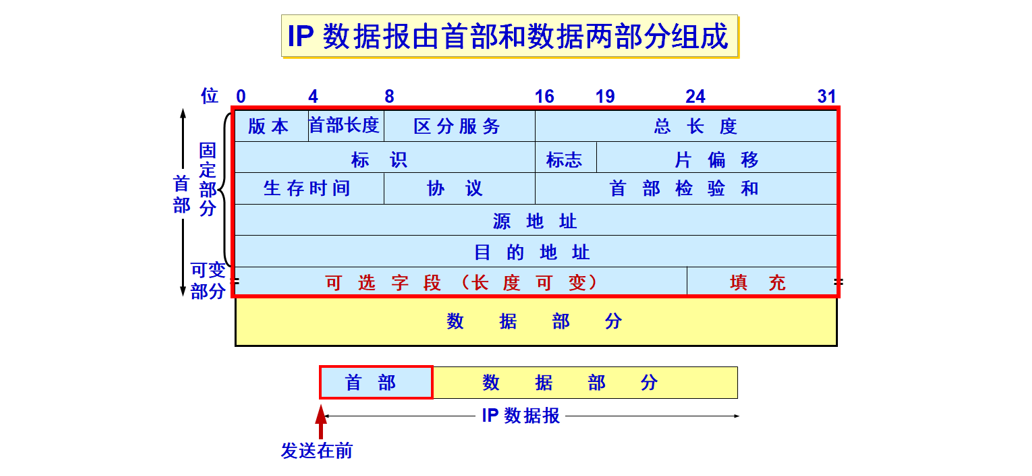 IP 数据报由首部和数据两部分组成
位 0 4 8 16 19 24 31
版本 首部长度 区分服务 总长度
标识 标志 片偏移
生存时间 协议 首部检验和
源地址
目的地址
可选字段（长度可变） 填充
数据部分
首部
固定部分
可变部分
首部 数据部分
IP 数据报
发送在前